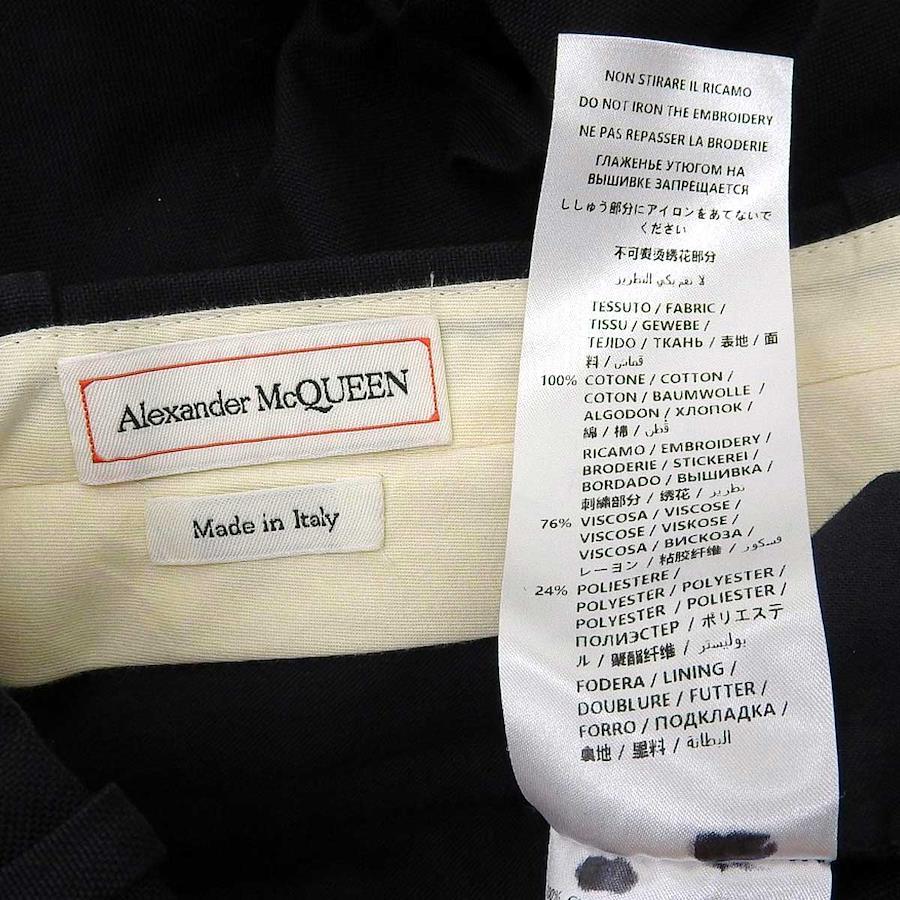 Alexander McQUEEN
Made in Italy
NON STIRARE IL RICAMO
DO NOT IRON THE EMBROIDERY
NE PAS REPASSER LA BRODERIE
ГЛАЖЕНЬЕ УТЮГОМ НА
ВЫШИВКЕ ЗАПРЕЩАЕТСЯ
ししゅう部分にアイロンをあてないで
ください
不可熨烫绣花部分
TESSUTO / FABRIC /
TISSU / GEWEBE /
TEJIDO / ТКАНЬ / 表地 / 面
料 / قماش
100% COTONE / COTTON /
COTON / BAUMWOLLE /
ALGODON / ХЛОПОК /
綿 / 棉 / قطن
RICAMO / EMBROIDERY /
BRODERIE / STICKEREI /
BORDADO / ВЫШИВКА /
刺繍部分 / 绣花 / تطريز
76% VISCOSA / VISCOSE /
VISCOSE / VISKOSE /
VISCOSA / ВИСКОЗА /
レーヨン / 粘胶纤维 / فسكوز
24% POLIESTERE /
POLYESTER / POLYESTER /
POLYESTER / POLIESTER /
ПОЛИЭСТЕР / ポリエステ
ル / 聚酯纤维 / بوليستر
FODERA / LINING /
DOUBLURE / FUTTER /
FORRO / ПОДКЛАДКА /
裏地 / 里料 / البطانة